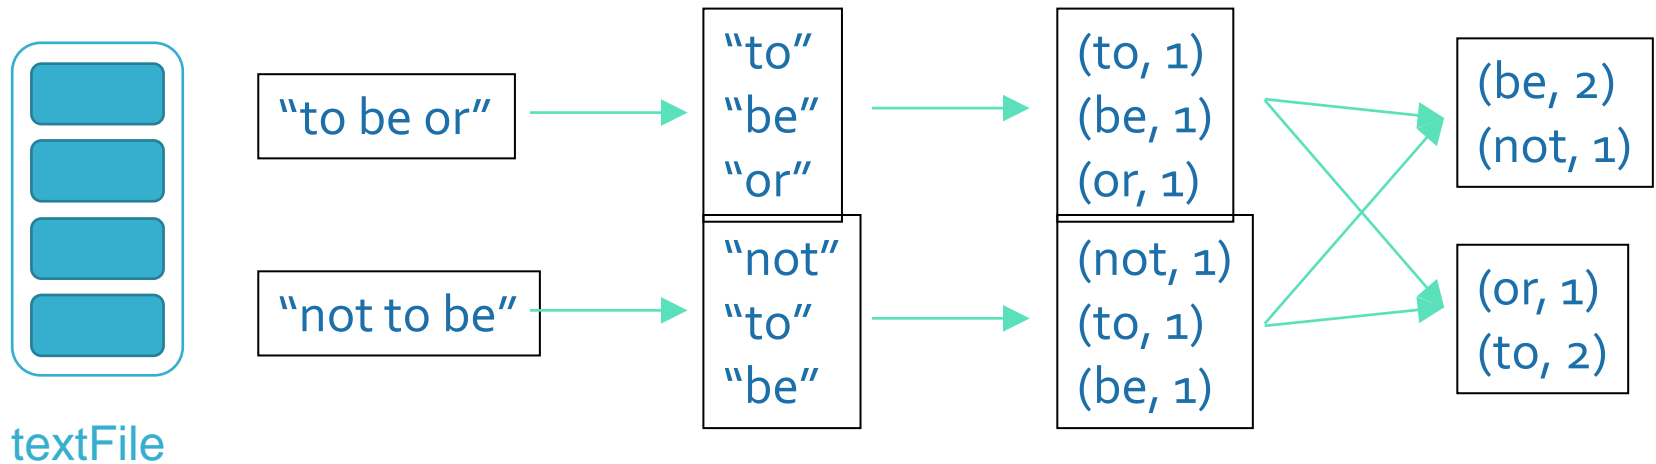 “to be or”
“not to be”
“to”
“be”
“or”
“not”
“to”
“be”
(to, 1)
(be, 1)
(or, 1)
(not, 1)
(to, 1)
(be, 1)
(be, 2)
(not, 1)
(or, 1)
(to, 2)
textFile